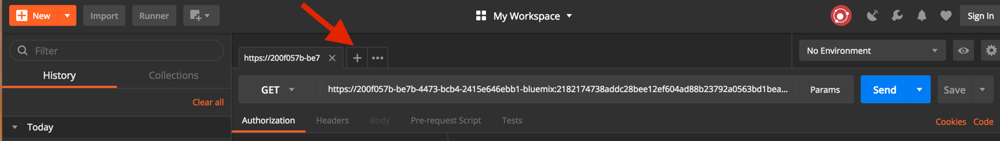 New Import Runner My Workspace Sign In
Filter
https://200f057b-be7 No Environment
History Collections
GET https://200f057b-be7b-4473-bcb4-2415e646ebb1-bluemix:2182174738addc28bee12ef604ad88b23792a0563bd1bea... Params Send Save
Clear all
Authorization Headers Body Pre-request Script Tests Cookies Code
Today